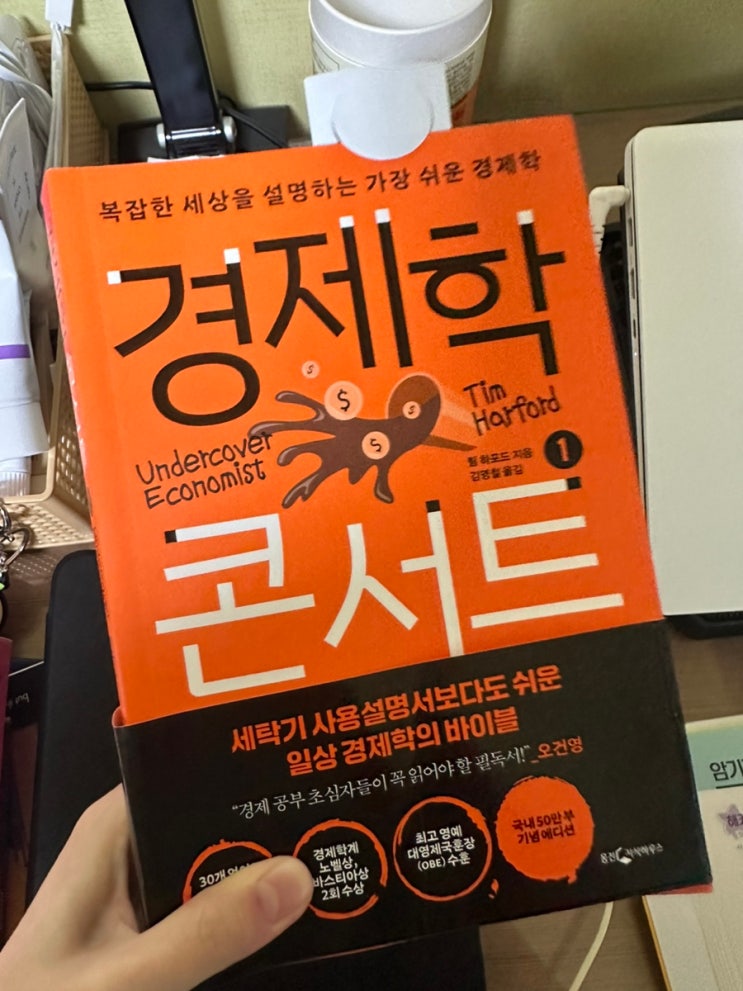 복잡한 세상을 설명하는 가장 쉬운 경제학
경제학
Undercover
Economist
Tim
Harford
팀 하포드 지음
김명철 옮김
1
콘서트
세탁기 사용설명서보다도 쉬운
일상 경제학의 바이블
“경제 공부 초심자들이 꼭 읽어야 할 필독서!”_오건영
30개
경제학계
노벨상,
바스티아상
2회 수상
최고 영예
대영제국훈장
(OBE) 수훈
국내 50만 부
기념 에디션
웅진 지식하우스
암기